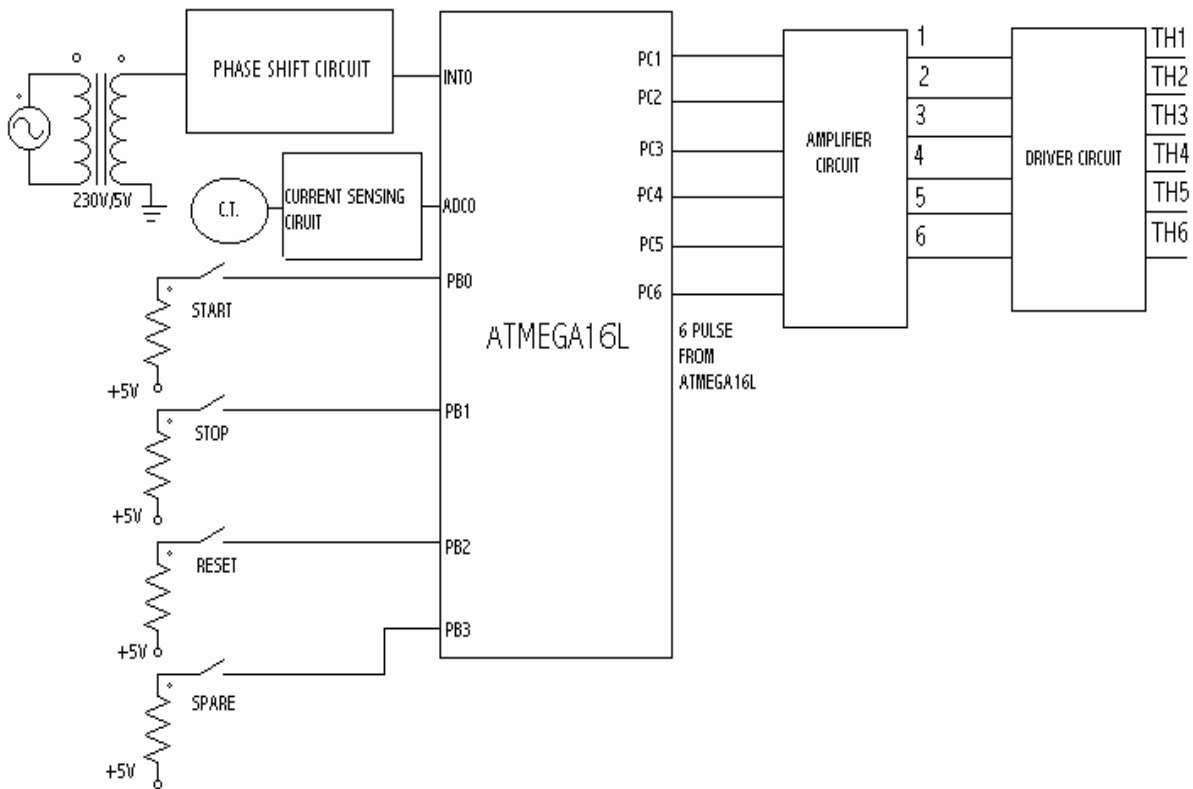 PHASE SHIFT CIRCUIT
230V/5V
C.T.
CURRENT SENSING
CIRUIT
START
+5V
STOP
+5V
RESET
+5V
SPARE
+5V
INT0
ADC0
PB0
PB1
PB2
PB3
ATMEGA16L
PC1
PC2
PC3
PC4
PC5
PC6
6 PULSE
FROM
ATMEGA16L
AMPLIFIER
CIRCUIT
1
2
3
4
5
6
DRIVER CIRCUIT
TH1
TH2
TH3
TH4
TH5
TH6